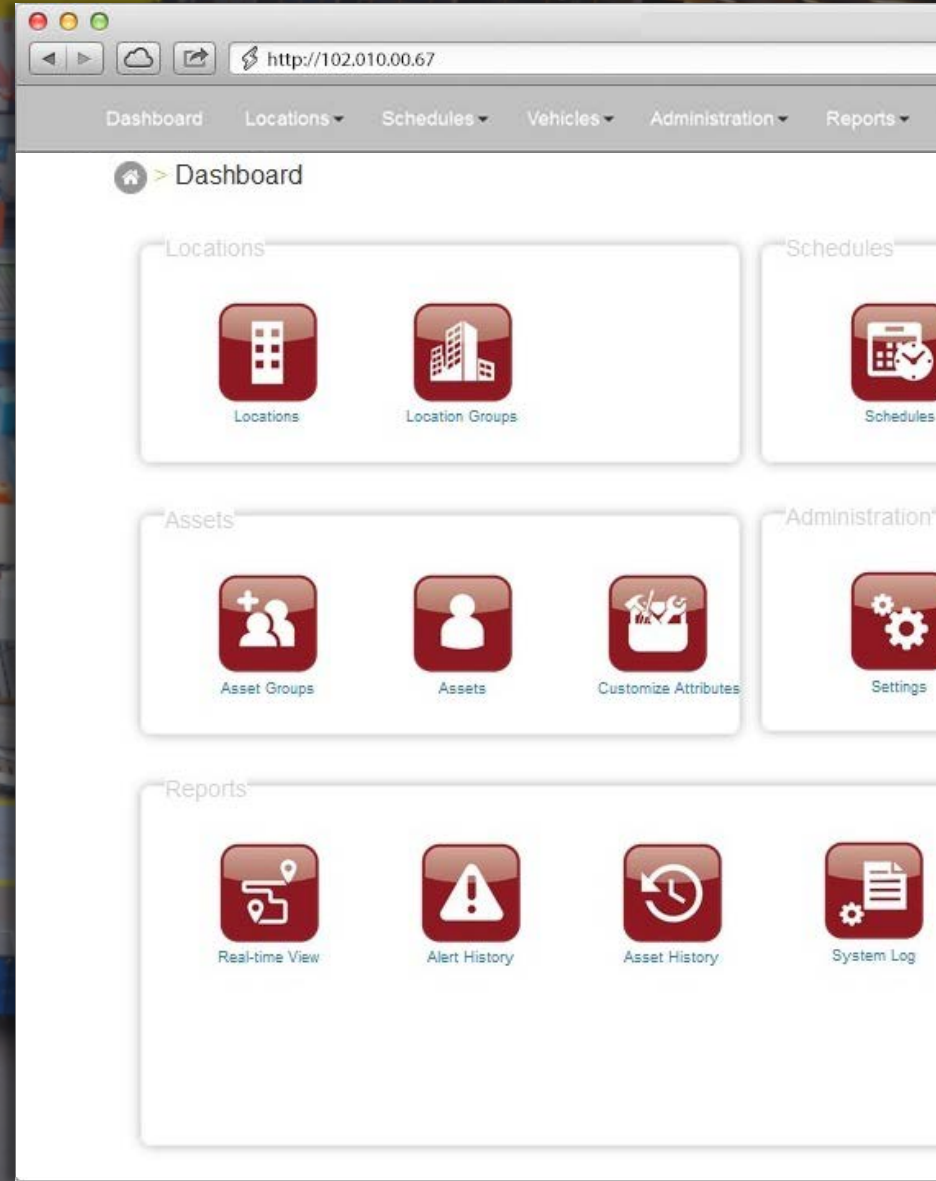 http://102.010.00.67
Dashboard Locations Schedules Vehicles Administration Reports
> Dashboard
Locations
Schedules
Locations
Location Groups
Schedules
Assets
Administration
Asset Groups
Assets
Customize Attributes
Settings
Reports
Real-time View
Alert History
Asset History
System Log